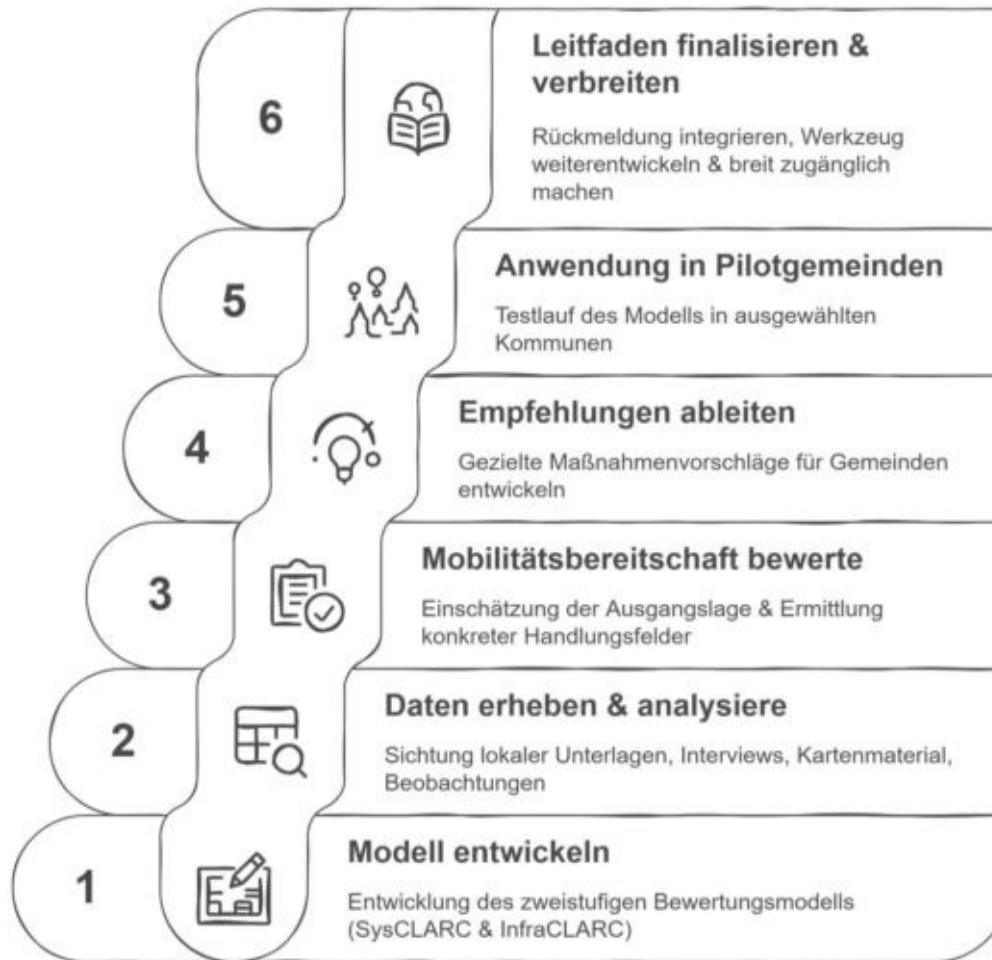 6
Leitfaden finalisieren &
verbreiten
Rückmeldung integrieren, Werkzeug
weiterentwickeln & breit zugänglich
machen
5
Anwendung in Pilotgemeinden
Testlauf des Modells in ausgewählten
Kommunen
4
Empfehlungen ableiten
Gezielte Maßnahmenvorschläge für Gemeinden
entwickeln
3
Mobilitätsbereitschaft bewerte
Einschätzung der Ausgangslage & Ermittlung
konkreter Handlungsfelder
2
Daten erheben & analysiere
Sichtung lokaler Unterlagen, Interviews, Kartenmaterial,
Beobachtungen
1
Modell entwickeln
Entwicklung des zweistufigen Bewertungsmodells
(SysCLARC & InfraCLARC)